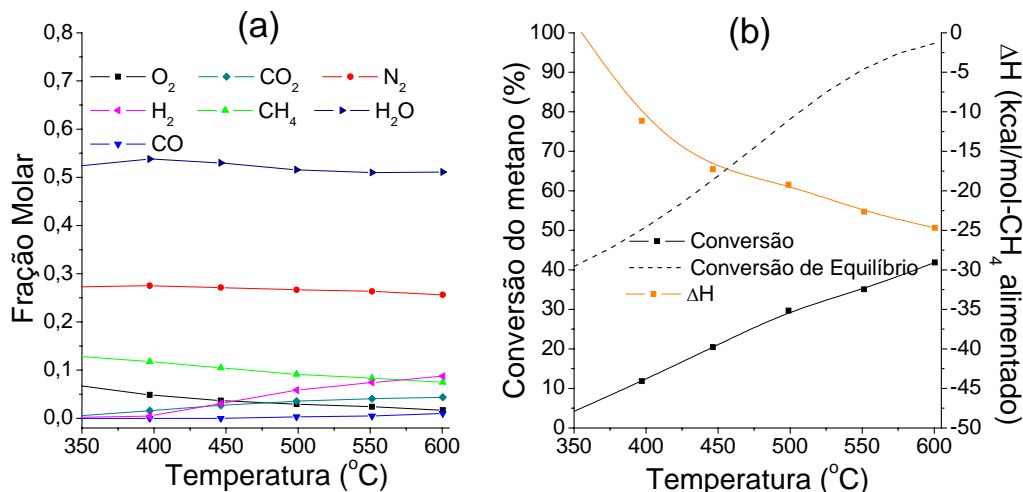 (a)
Fração Molar
0,8
0,7
0,6
0,5
0,4
0,3
0,2
0,1
0,0
O₂ CO₂ N₂
H₂ CH₄ H₂O
CO
350 400 450 500 550 600
Temperatura (°C)
(b)
Conversão do metano (%)
100
90
80
70
60
50
40
30
20
10
0
Conversão
Conversão de Equilíbrio
ΔH
350 400 450 500 550 600
Temperatura (°C)
0
-5
-10
-15
-20
-25
-30
-35
-40
-45
-50
ΔH (kcal/mol-CH₄ alimentado)